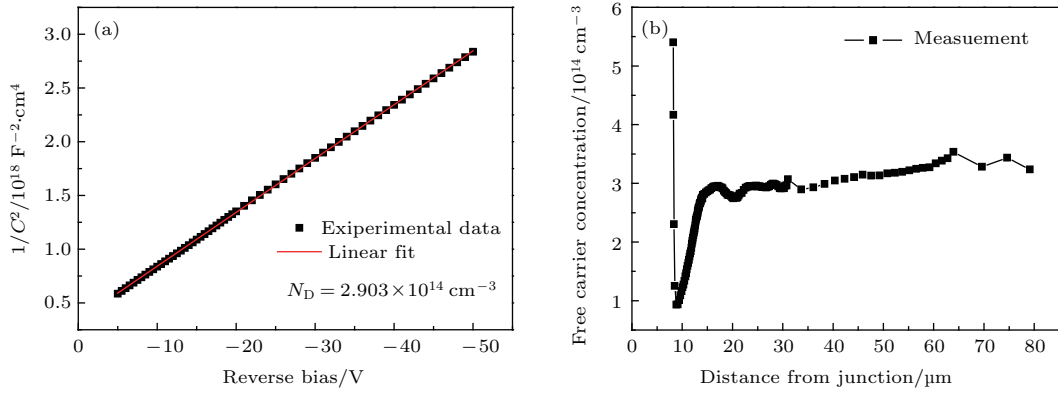 (a)
3.0
2.5
2.0
1.5
1.0
0.5
1/C²/10¹⁸ F⁻²·cm⁴
Exiperimental data
Linear fit
N_D = 2.903×10¹⁴ cm⁻³
0 −10 −20 −30 −40 −50
Reverse bias/V
(b)
Measuement
6
5
4
3
2
1
Free carrier concentration/10¹⁴ cm⁻³
0 10 20 30 40 50 60 70 80
Distance from junction/µm